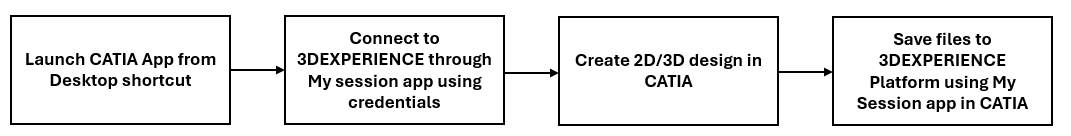 Launch CATIA App from
Desktop shortcut
Connect to
3DEXPERIENCE through
My session app using
credentials
Create 2D/3D design in
CATIA
Save files to
3DEXPERIENCE
Platform using My
Session app in CATIA